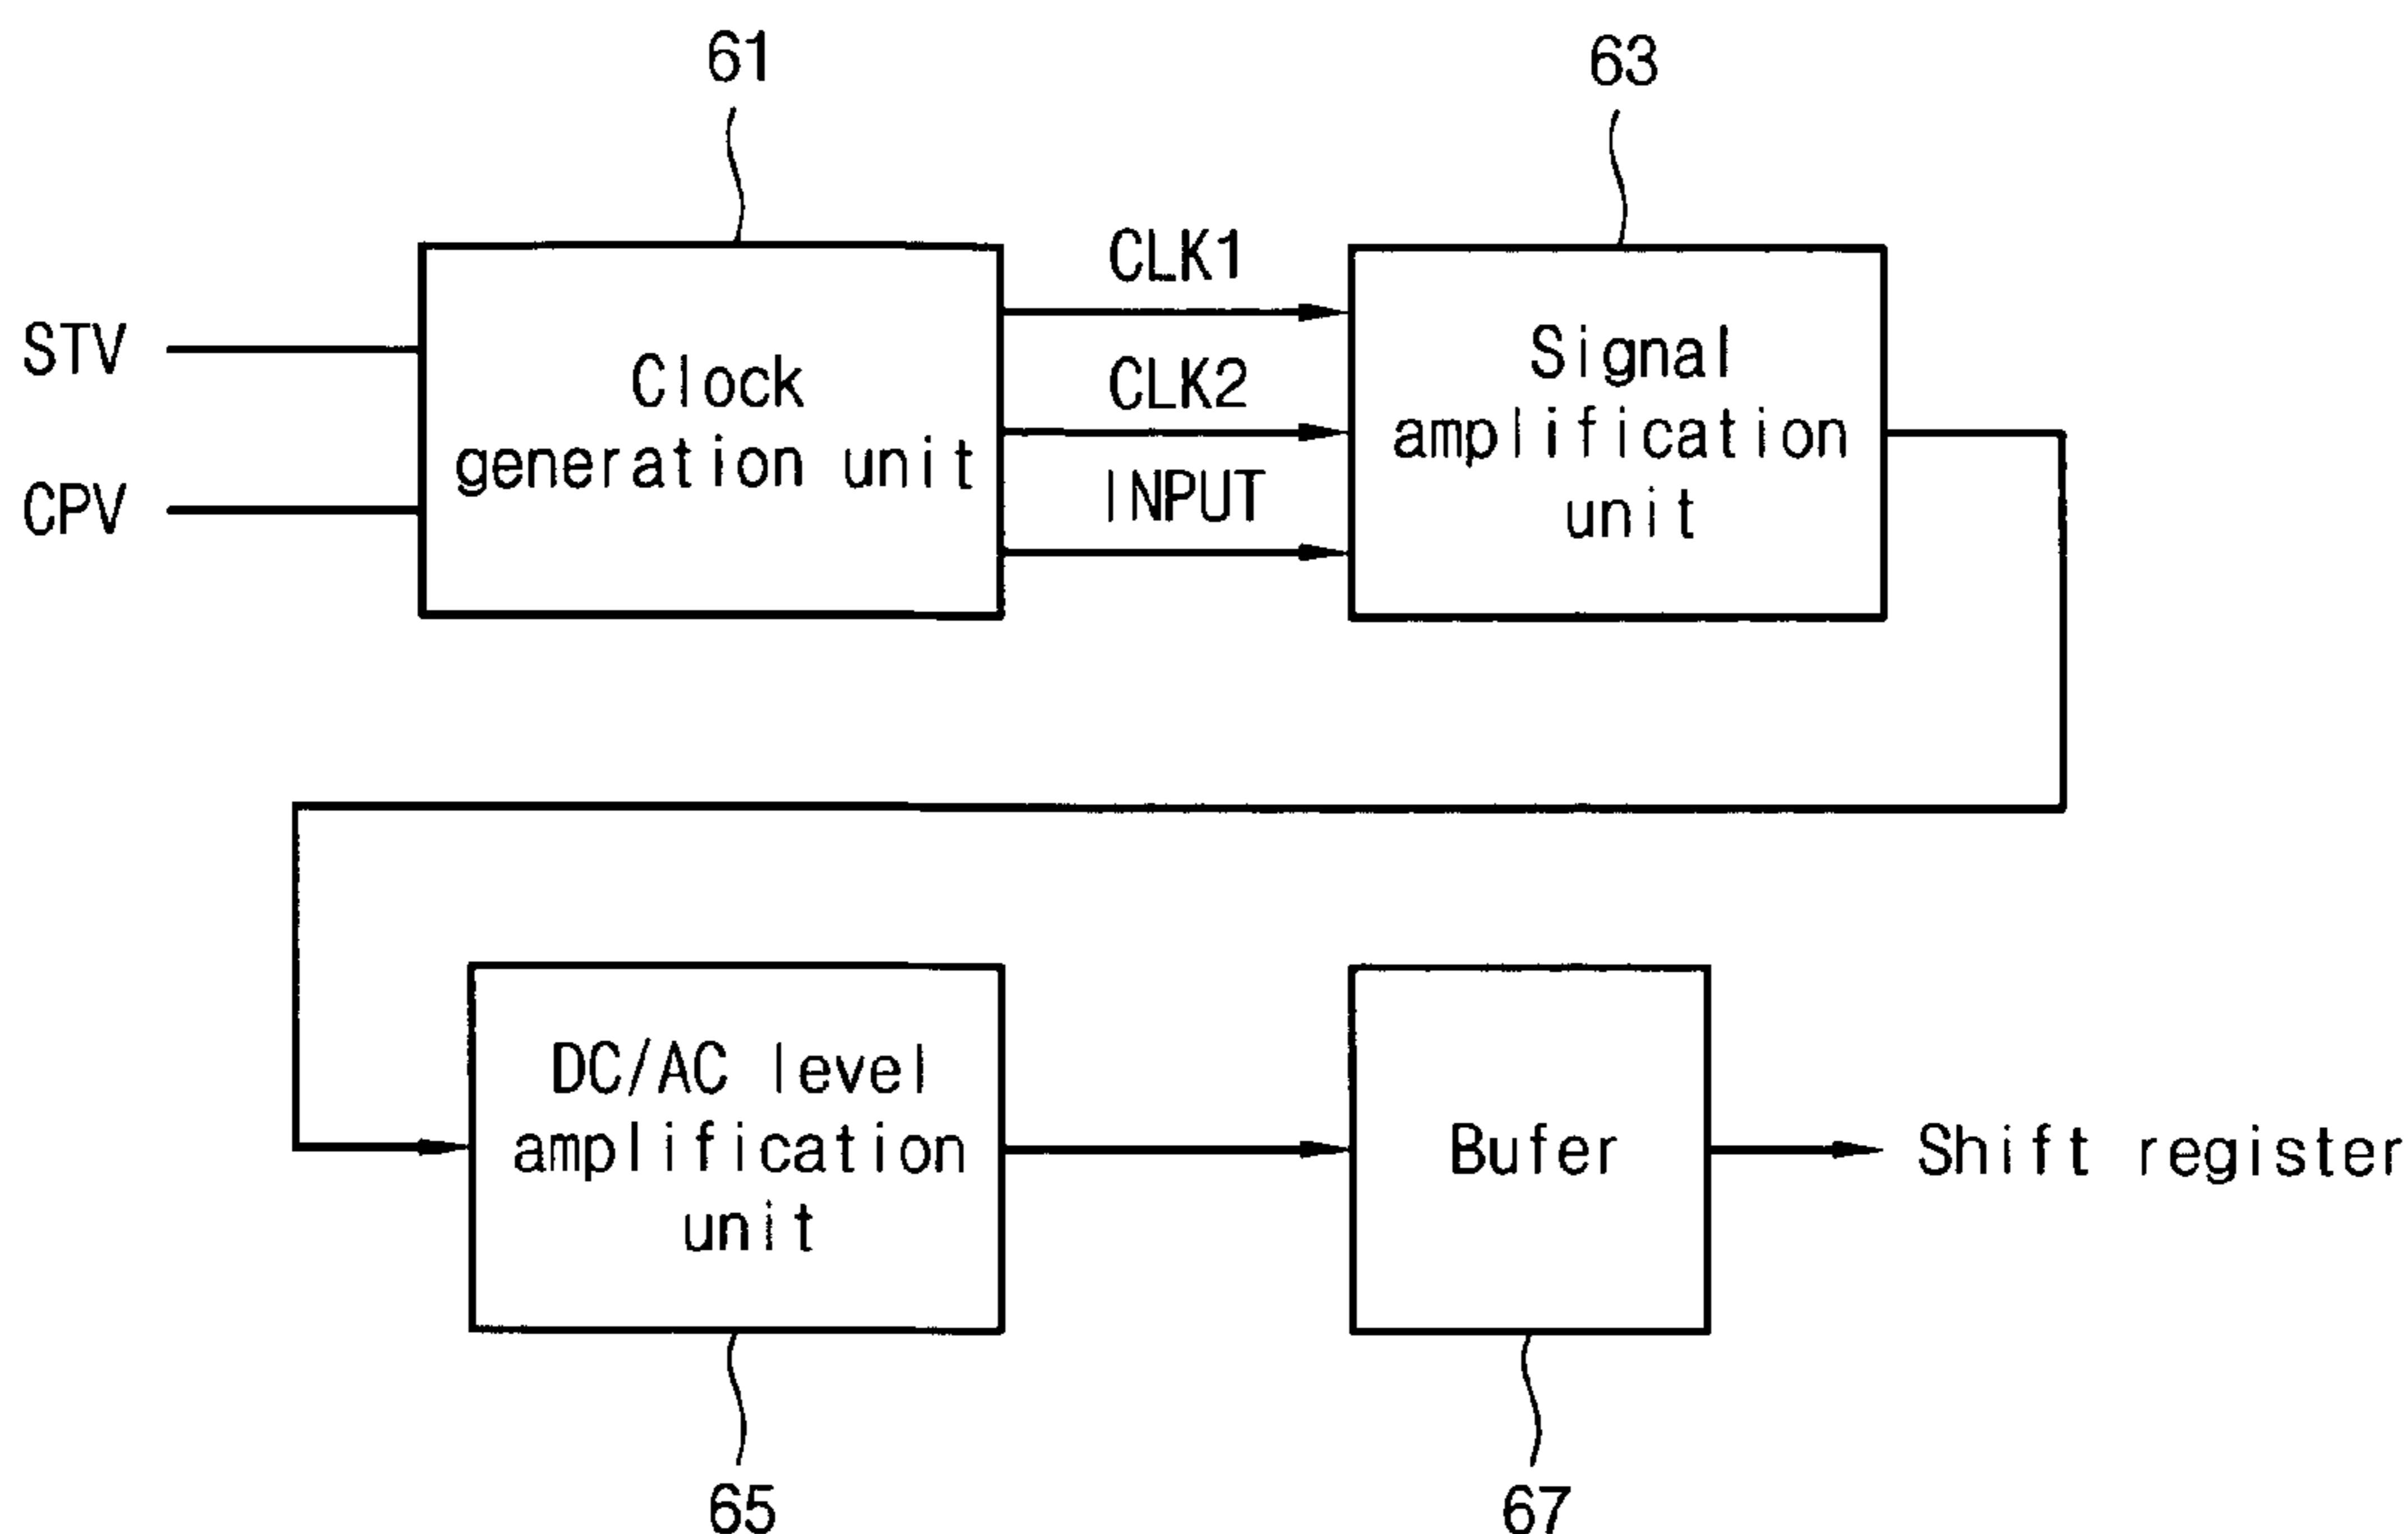 61
63
STV
CPV
Clock
generation unit
CLK1
CLK2
INPUT
Signal
amplification
unit
DC/AC level
amplification
unit
Bufer
Shift register
65
67